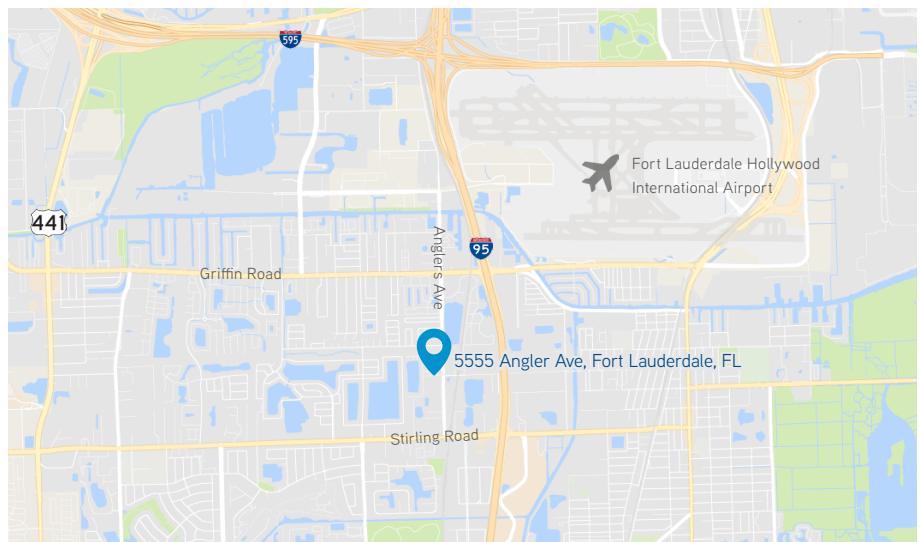 595
Fort Lauderdale Hollywood
International Airport
441
95
Anglers Ave
Griffin Road
5555 Angler Ave, Fort Lauderdale, FL
Stirling Road